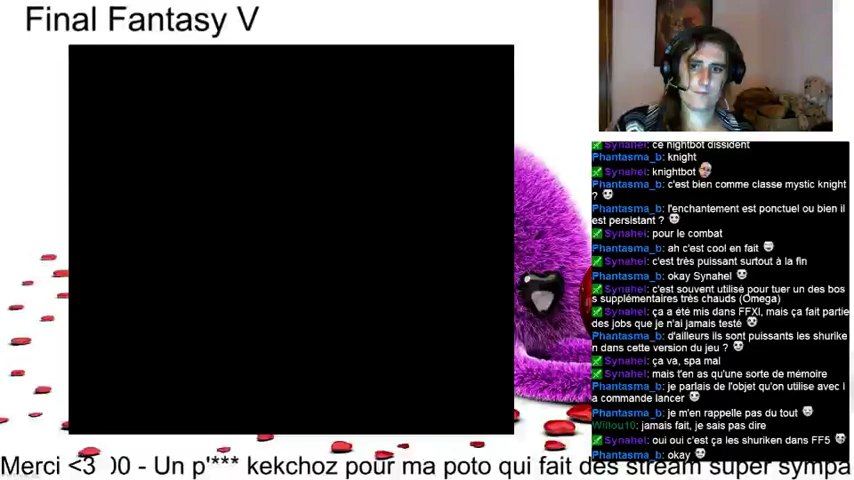 Final Fantasy V
Synahel: ce nightbot dissident
Phantasma_b: knight
Synahel: knightbot
Phantasma_b: c'est bien comme classe mystic knight
?
Phantasma_b: l'enchantement est ponctuel ou bien il
est persistant ?
Synahel: pour le combat
Phantasma_b: ah c'est cool en fait
Synahel: c'est très puissant surtout à la fin
Phantasma_b: okay Synahel
Synahel: c'est souvent utilisé pour tuer un des bos
s supplémentaires très chauds (Omega)
Synahel: ça a été mis dans FFXI, mais ça fait partie
des jobs que je n'ai jamais testé
Phantasma_b: d'ailleurs ils sont puissants les shurike
n dans cette version du jeu ?
Synahel: ça va, spa mal
Synahel: mais t'en as qu'une sorte de mémoire
Phantasma_b: je parlais de l'objet qu'on utilise avec l
a commande lancer
Phantasma_b: je m'en rappelle pas du tout
Willou10: jamais fait, je sais pas dire
Synahel: oui oui c'est ça les shuriken dans FF5
Phantasma_b: okay
Merci <3 00 - Un p'*** kekchoz pour ma poto qui fait des stream super sympa